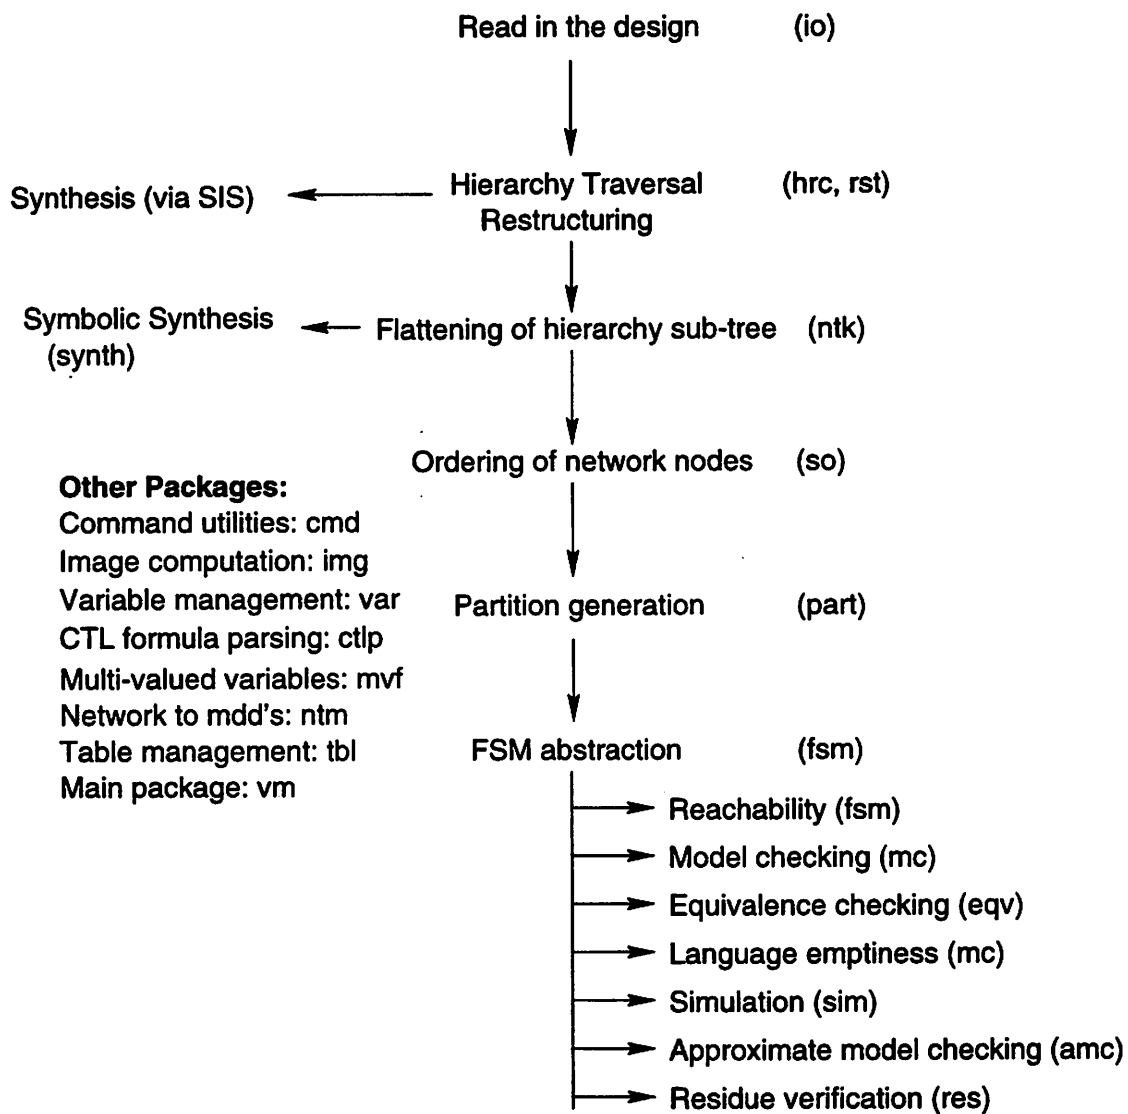 Read in the design (io)
Hierarchy Traversal (hrc, rst)
Restructuring
Synthesis (via SIS)
Flattening of hierarchy sub-tree (ntk)
Symbolic Synthesis
(synth)
Ordering of network nodes (so)
Other Packages:
Command utilities: cmd
Image computation: img
Variable management: var
CTL formula parsing: ctlp
Multi-valued variables: mvf
Network to mdd's: ntm
Table management: tbl
Main package: vm
Partition generation (part)
FSM abstraction (fsm)
Reachability (fsm)
Model checking (mc)
Equivalence checking (eqv)
Language emptiness (mc)
Simulation (sim)
Approximate model checking (amc)
Residue verification (res)